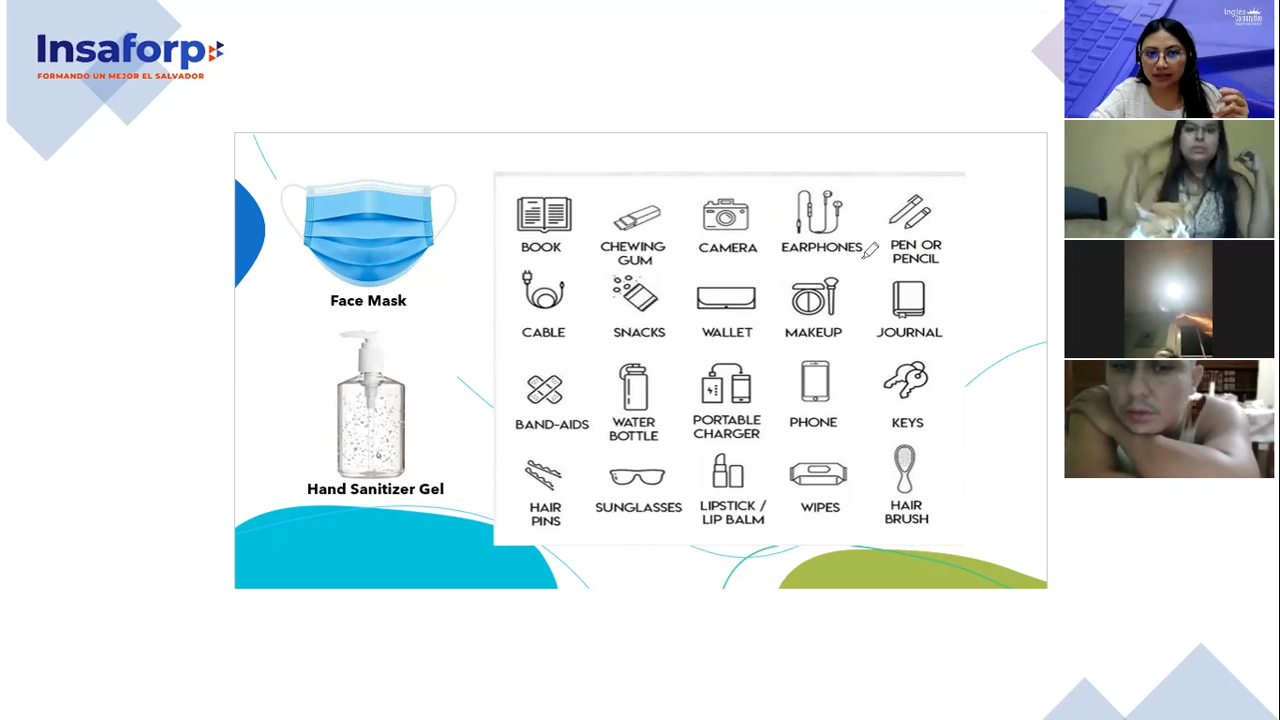 Insaforp
FORMANDO UN MEJOR EL SALVADOR
Inglés
Face Mask
Hand Sanitizer Gel
BOOK
CHEWING
GUM
CAMERA
EARPHONES
PEN OR
PENCIL
CABLE
SNACKS
WALLET
MAKEUP
JOURNAL
BAND-AIDS
WATER
BOTTLE
PORTABLE
CHARGER
PHONE
KEYS
HAIR
PINS
SUNGLASSES
LIPSTICK /
LIP BALM
WIPES
HAIR
BRUSH